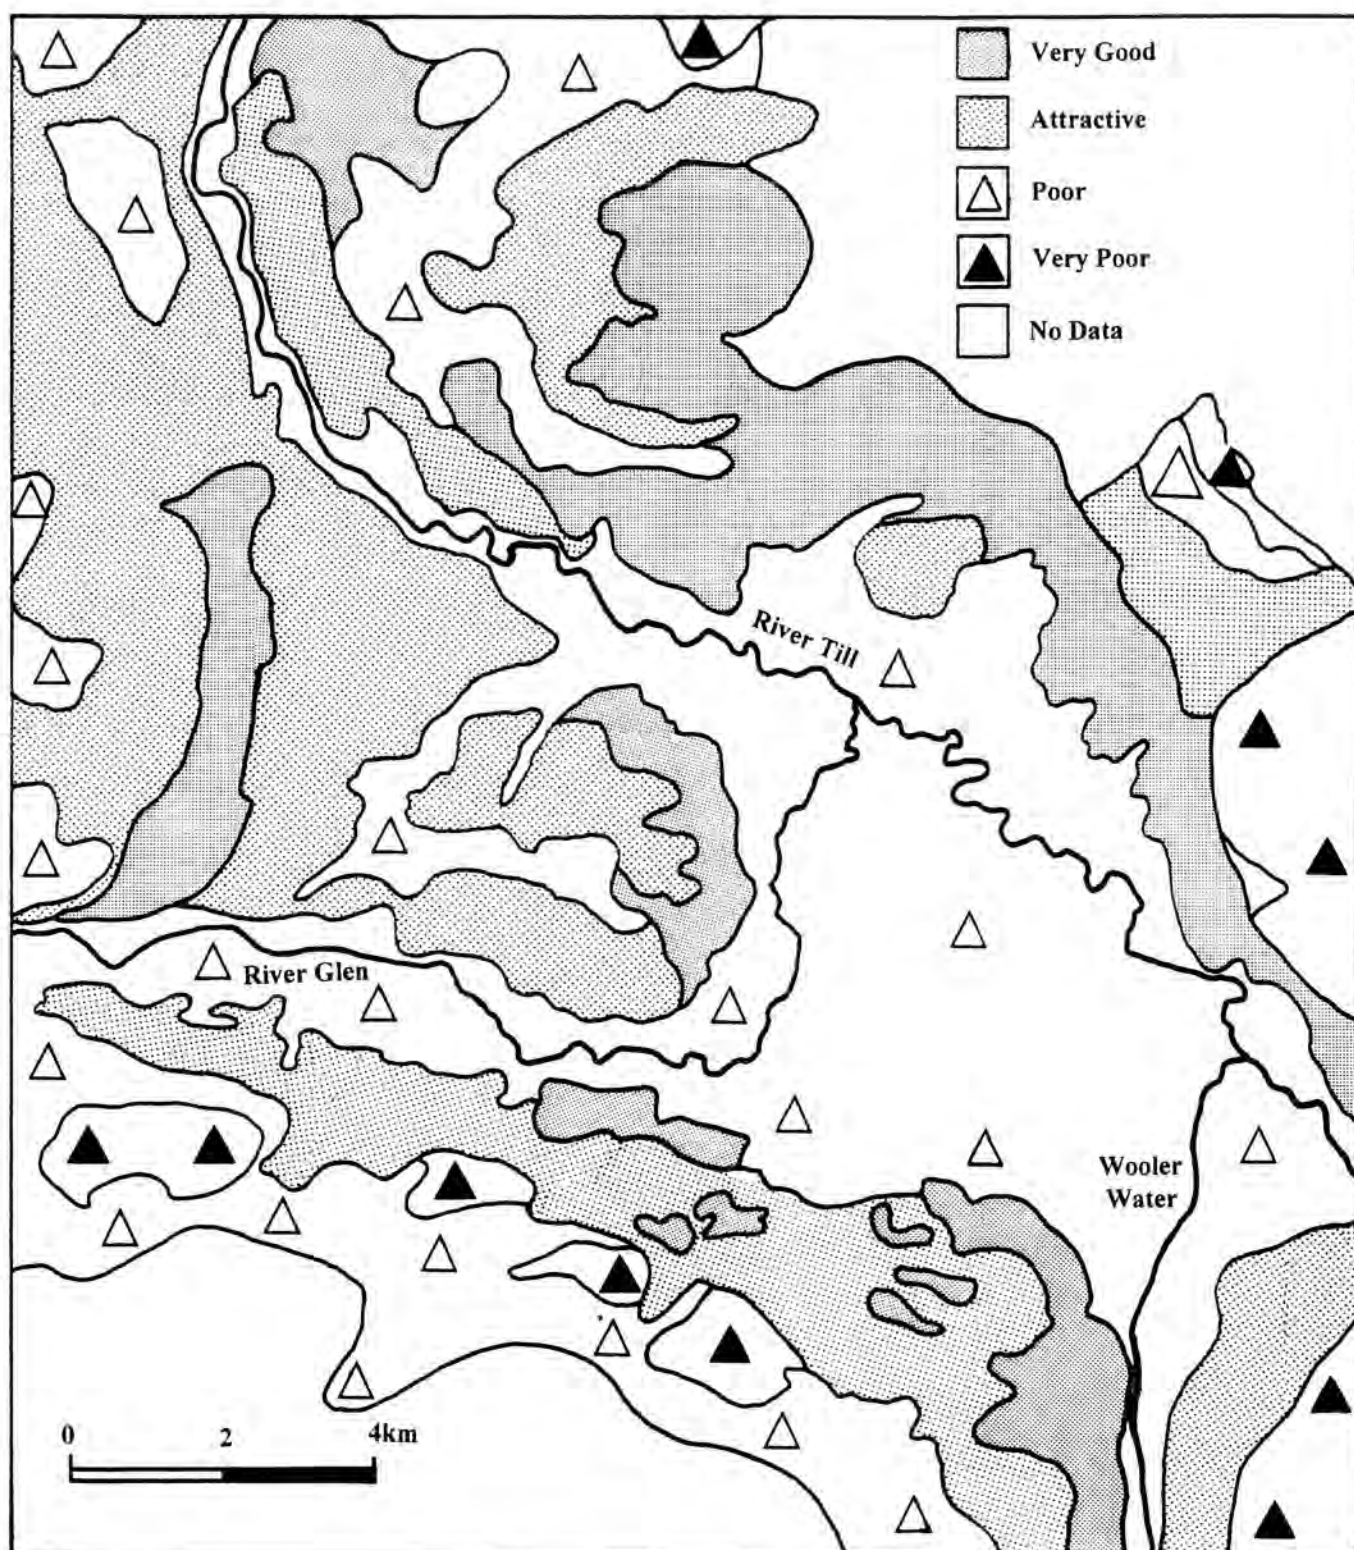 Very Good
Attractive
Poor
Very Poor
No Data
River Till
River Glen
Wooler
Water
0 2 4km